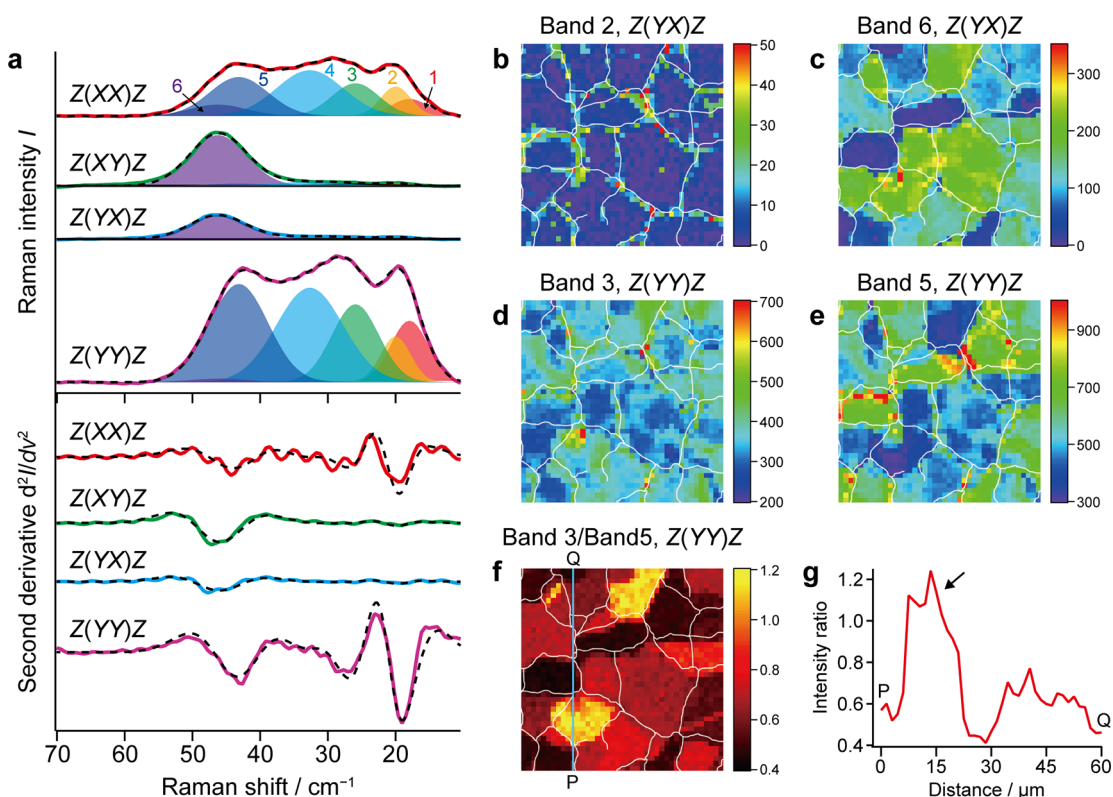 a
Z(XX)Z
6
5
4
3
2
1
Z(XY)Z
Z(YX)Z
Z(YY)Z
Raman intensity I
Z(XX)Z
Z(XY)Z
Z(YX)Z
Z(YY)Z
Second derivative d²I/dv²
70 60 50 40 30 20
Raman shift / cm⁻¹
b
Band 2, Z(YX)Z
50
40
30
20
10
0
c
Band 6, Z(YX)Z
300
200
100
0
d
Band 3, Z(YY)Z
700
600
500
400
300
200
e
Band 5, Z(YY)Z
900
700
500
300
f
Band 3/Band5, Z(YY)Z
Q
P
1.2
1.0
0.8
0.6
0.4
g
Intensity ratio
1.2
1.0
0.8
0.6
0.4
P
Q
0 15 30 45 60
Distance / µm